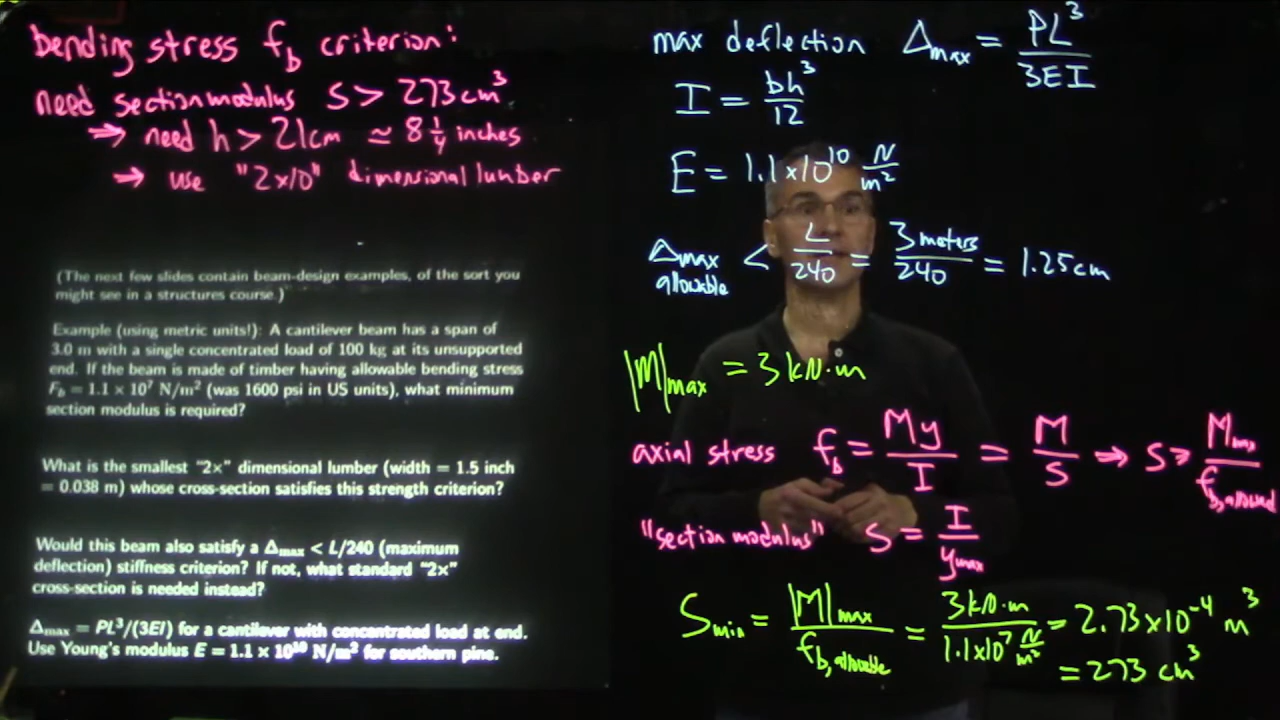 bending stress f_b criterion:
need section modulus S > 273 cm³
⇒ need h > 21cm ≃ 8 1/4 inches
⇒ use "2x10" dimensional lumber
(The next few slides contain beam-design examples, of the sort you
might see in a structures course.)
Example (using metric units!): A cantilever beam has a span of
3.0 m with a single concentrated load of 100 kg at its unsupported
end. If the beam is made of timber having allowable bending stress
F_b = 1.1 × 10⁷ N/m² (was 1600 psi in US units), what minimum
section modulus is required?
What is the smallest "2×" dimensional lumber (width = 1.5 inch
= 0.038 m) whose cross-section satisfies this strength criterion?
Would this beam also satisfy a Δ_max < L/240 (maximum
deflection) stiffness criterion? If not, what standard "2×"
cross-section is needed instead?
Δ_max = PL³/(3EI) for a cantilever with concentrated load at end.
Use Young's modulus E = 1.1 × 10¹⁰ N/m² for southern pine.
max deflection Δ_max = PL³/3EI
I = bh³/12
E = 1.1×10¹⁰ N/m²
Δ_max allowable < L/240 = 3 meters/240 = 1.25cm
|M|_max = 3 kN·m
axial stress f_b = My/I = M/S ⇒ S ≥ M_max/f_b,allowed
"section modulus" S = I/y_max
S_min = |M|_max/f_b,allowable = 3kN·m/1.1×10⁷ N/m² = 2.73×10⁻⁴ m³
= 273 cm³